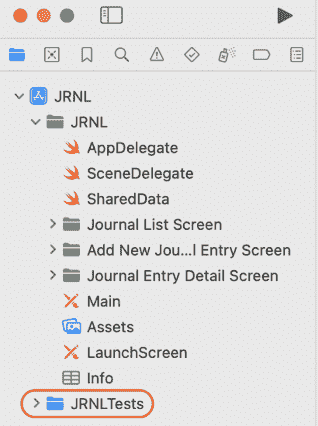 JRNL
JRNL
AppDelegate
SceneDelegate
SharedData
Journal List Screen
Add New Jou...l Entry Screen
Journal Entry Detail Screen
Main
Assets
LaunchScreen
Info
JRNLTests